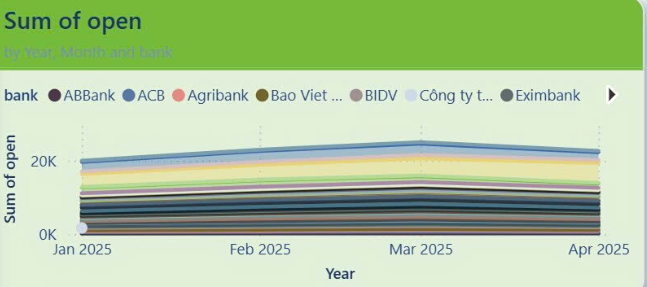 Sum of open
by Year, Month and bank
bank ABBank ACB Agribank Bao Viet ... BIDV Công ty t... Eximbank
Sum of open
20K
0K
Jan 2025 Feb 2025 Mar 2025 Apr 2025
Year